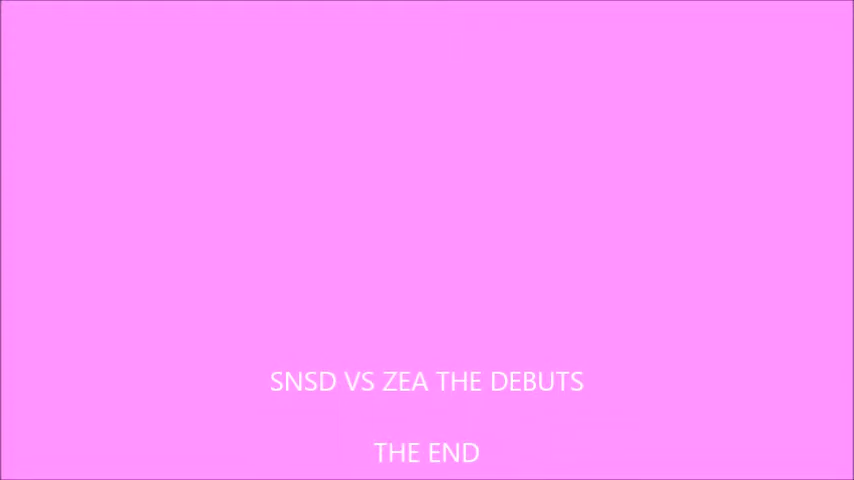 SNSD VS ZEA THE DEBUTS
THE END